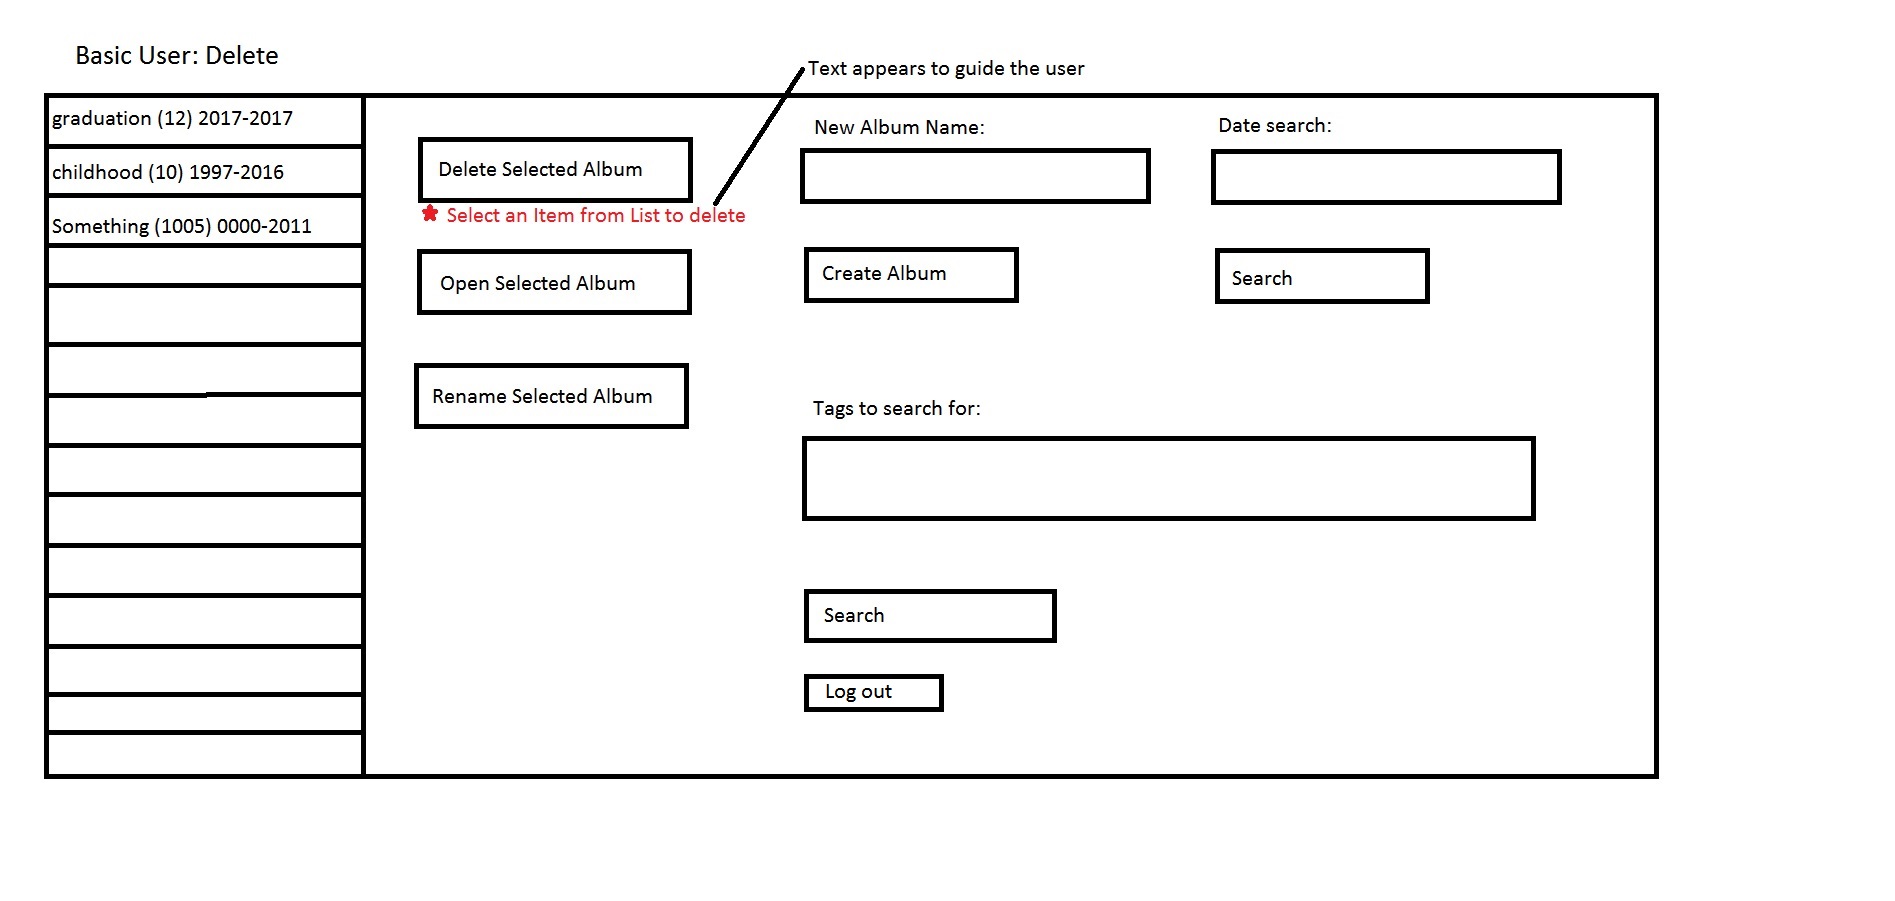 Basic User: Delete
Text appears to guide the user
graduation (12) 2017-2017
childhood (10) 1997-2016
Something (1005) 0000-2011
Delete Selected Album
Select an Item from List to delete
Open Selected Album
Rename Selected Album
New Album Name:
Create Album
Date search:
Search
Tags to search for:
Search
Log out